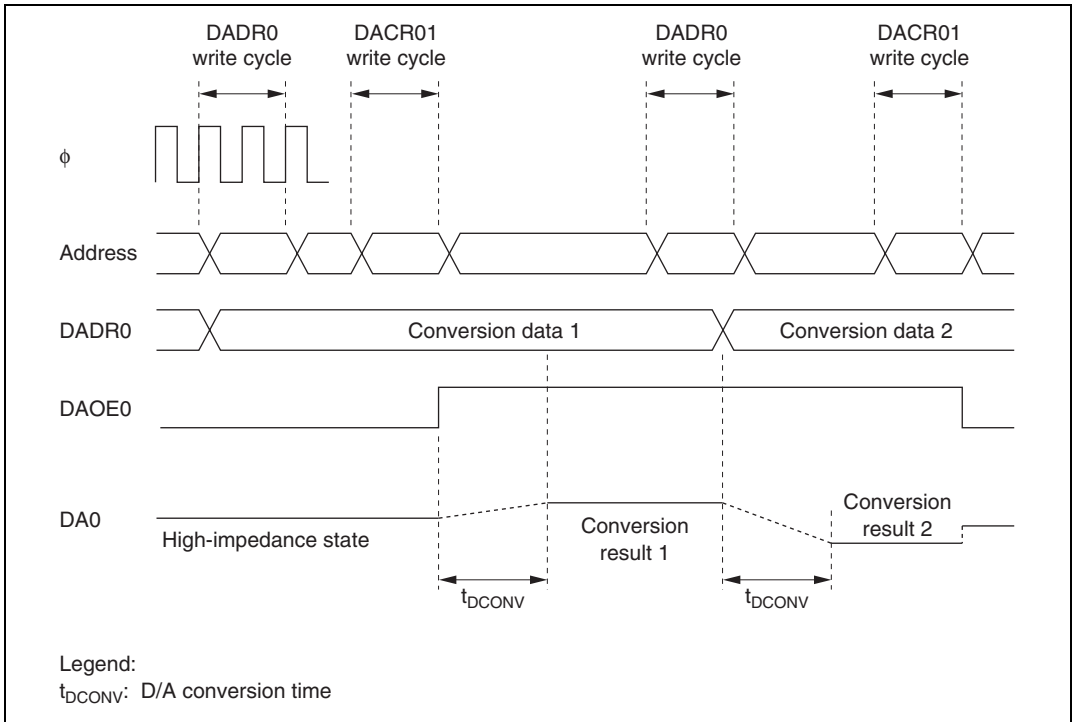 DADR0
write cycle
DACR01
write cycle
DADR0
write cycle
DACR01
write cycle
ϕ
Address
DADR0
Conversion data 1
Conversion data 2
DAOE0
DA0
High-impedance state
Conversion
result 1
Conversion
result 2
tDCONV
tDCONV
Legend:
tDCONV: D/A conversion time